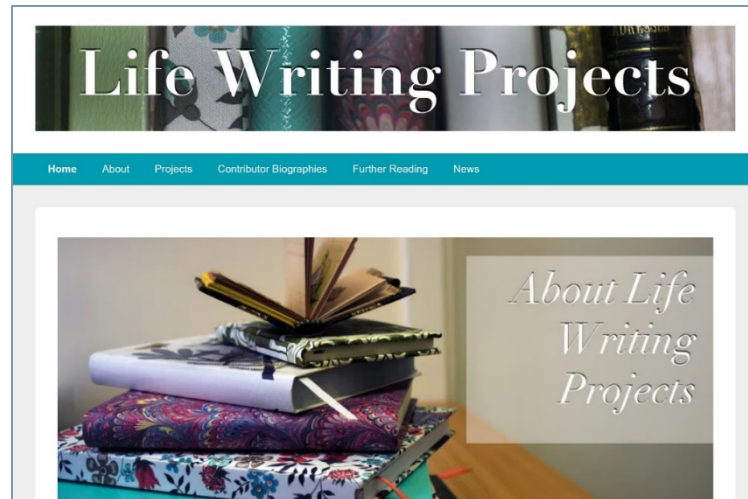 Life Writing Projects
Home About Projects Contributor Biographies Further Reading News
About Life
Writing
Projects